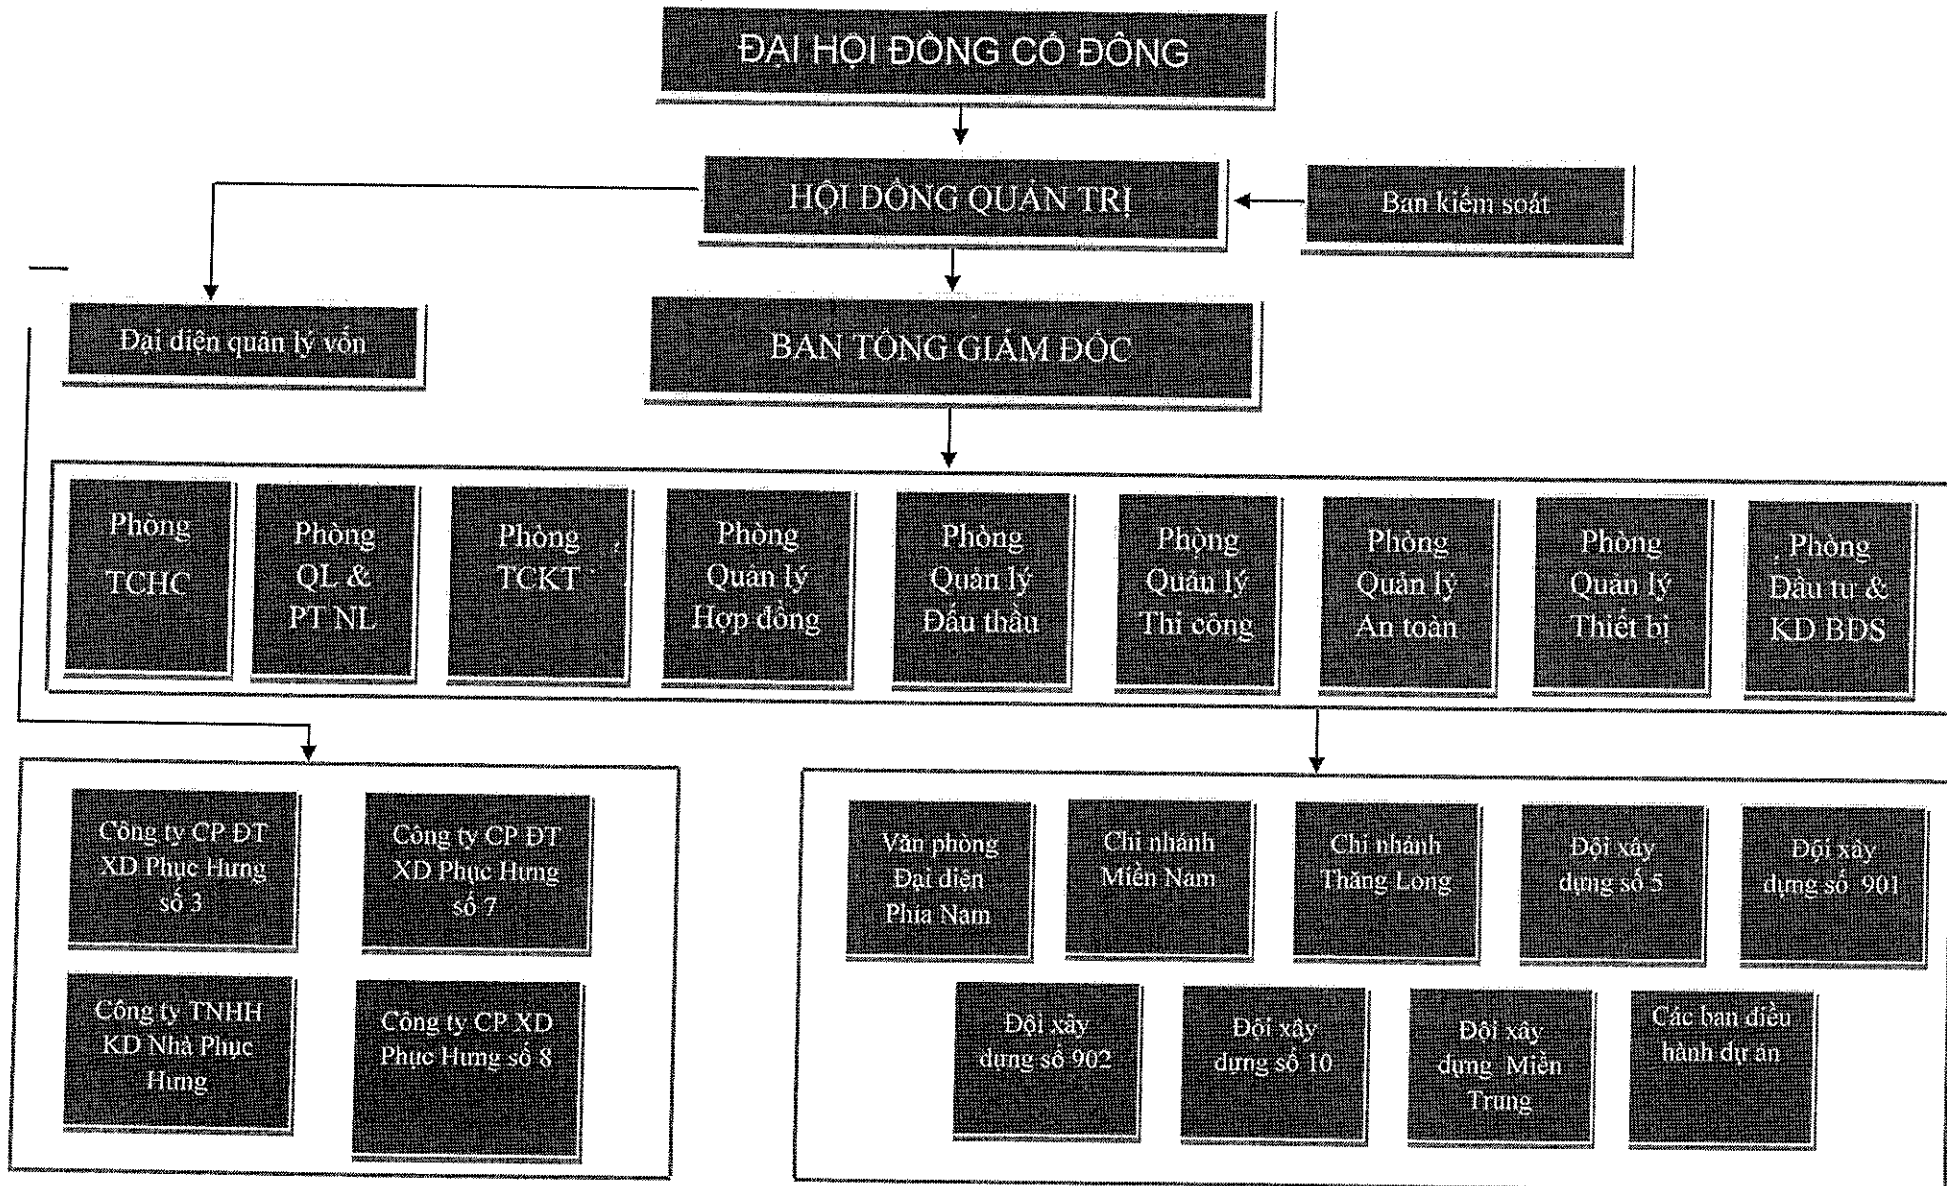 ĐẠI HỘI ĐỒNG CỔ ĐÔNG
HỘI ĐỒNG QUẢN TRỊ
Ban kiểm soát
Đại diện quản lý vốn
BAN TỔNG GIÁM ĐỐC
Phòng
TCHC
Phòng
QL &
PT NL
Phòng
TCKT
Phòng
Quản lý
Hợp đồng
Phòng
Quản lý
Đấu thầu
Phòng
Quản lý
Thi công
Phòng
Quản lý
An toàn
Phòng
Quản lý
Thiết bị
Phòng
Đầu tư &
KD BDS
Công ty CP ĐT
XD Phục Hưng
số 3
Công ty CP ĐT
XD Phục Hưng
số 7
Công ty TNHH
KD Nhà Phục
Hưng
Công ty CP XD
Phục Hưng số 8
Văn phòng
Đại diện
Phía Nam
Chi nhánh
Miền Nam
Chi nhánh
Thăng Long
Đội xây
dựng số 5
Đội xây
dựng số 901
Đội xây
dựng số 902
Đội xây
dựng số 10
Đội xây
dựng Miền
Trung
Các ban điều
hành dự án